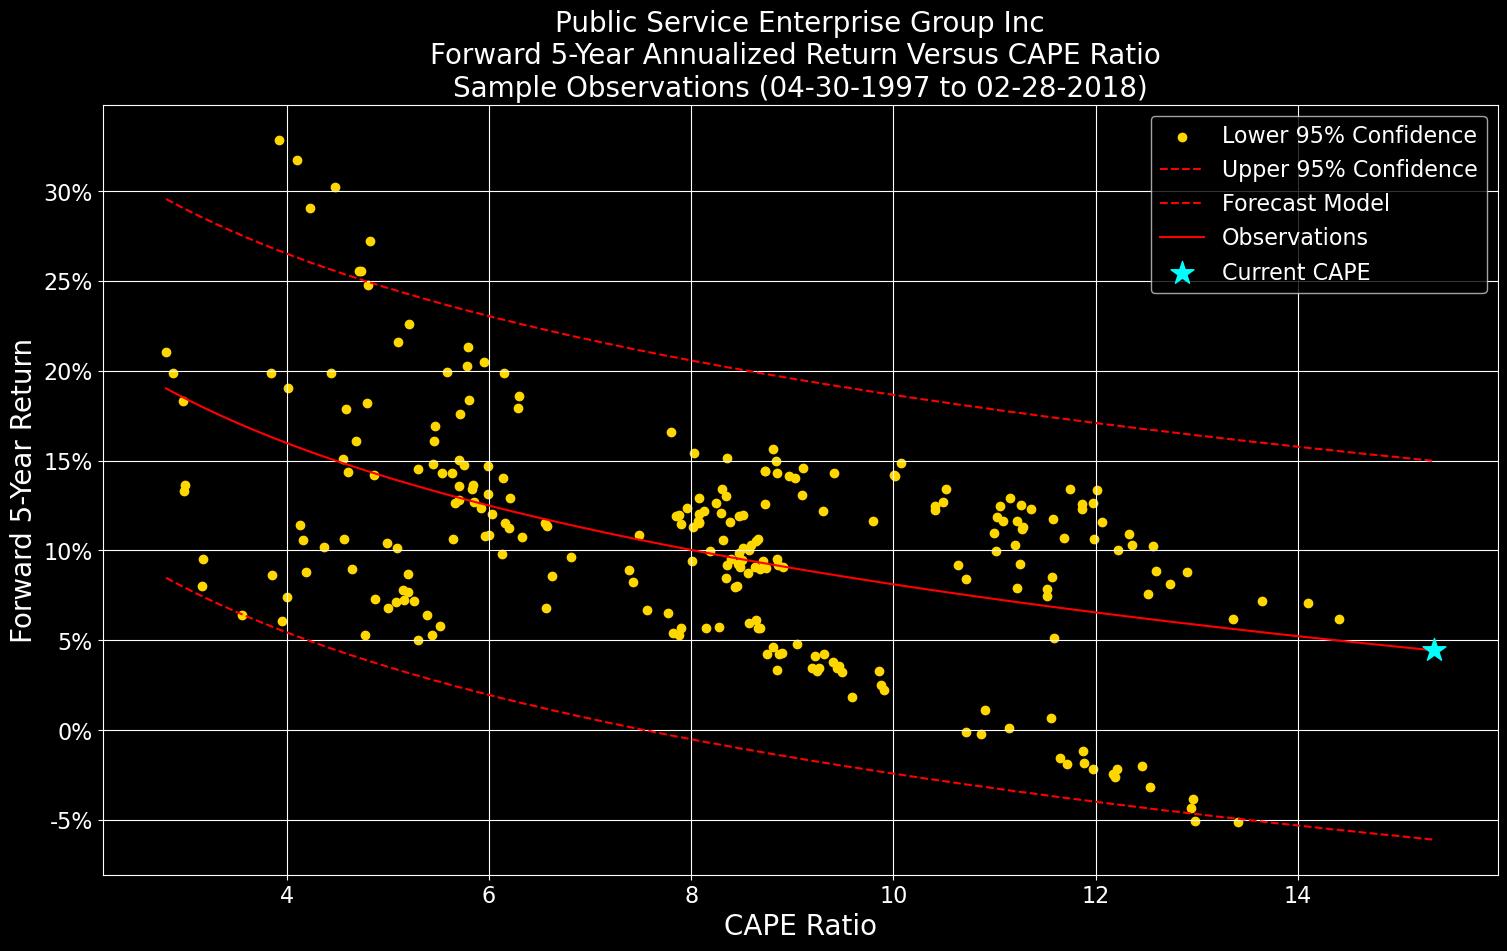 Public Service Enterprise Group Inc
Forward 5-Year Annualized Return Versus CAPE Ratio
Sample Observations (04-30-1997 to 02-28-2018)
Lower 95% Confidence
Upper 95% Confidence
Forecast Model
Observations
Current CAPE
Forward 5-Year Return
30%
25%
20%
15%
10%
5%
0%
-5%
4
6
8
10
12
14
CAPE Ratio